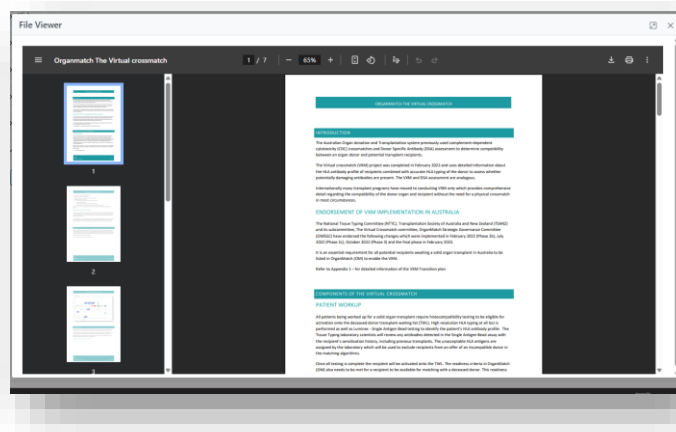 File Viewer
Organmatch The Virtual crossmatch
1 / 7
65%
ORGANMATCH THE VIRTUAL CROSSMATCH
INTRODUCTION
The Australian Organ donation and Transplantation system previously used complement dependent
cytotoxicity (CDC) crossmatches and Donor Specific Antibody (DSA) assessment to determine compatibility
between an organ donor and potential transplant recipients.
The Virtual crossmatch (VXM) project was completed in February 2023 and uses detailed information about
the HLA antibody profile of recipients combined with accurate HLA typing of the donor to assess whether
potentially damaging antibodies are present. The VXM and DSA assessment are analogous.
Internationally many transplant programs have moved to conducting VXM only which provides comprehensive
detail regarding the compatibility of the donor organ and recipient without the need for a physical crossmatch
in most circumstances.
ENDORSEMENT OF VXM IMPLEMENTATION IN AUSTRALIA
The National Tissue Typing Committee (NTTC), Transplantation Society of Australia and New Zealand (TSANZ)
and its subcommittee, The Virtual Crossmatch committee, OrganMatch Strategic Governance Committee
(OMSGC) have endorsed the following changes which were implemented in February 2022 (Phase 3b), July
2022 (Phase 3c), October 2022 (Phase 4) and the final phase in February 2023.
It is an essential requirement for all potential recipients awaiting a solid organ transplant in Australia to be
listed in OrganMatch (OM) to enable the VXM.
Refer to Appendix 1 - for detailed information of the VXM Transition plan
COMPONENTS OF THE VIRTUAL CROSSMATCH
PATIENT WORKUP
All patients being worked up for a solid organ transplant require histocompatibility testing to be eligible for
activation onto the deceased donor transplant waiting list (TWL). High resolution HLA typing at all loci is
performed as well as Luminex - Single Antigen Bead testing to identify the patient's HLA antibody profile. The
Tissue Typing laboratory scientists will review any antibodies detected in the Single Antigen Bead assay with
the recipient's sensitisation history, including previous transplants. The unacceptable HLA antigens are
assigned by the laboratory which will be used to exclude recipients from an offer of an incompatible donor in
the matching algorithms.
Once all testing is complete the recipient will be activated onto the TWL. The readiness criteria in OrganMatch
(OM) also needs to be met for a recipient to be available for matching with a deceased donor. This readiness
1
2
3